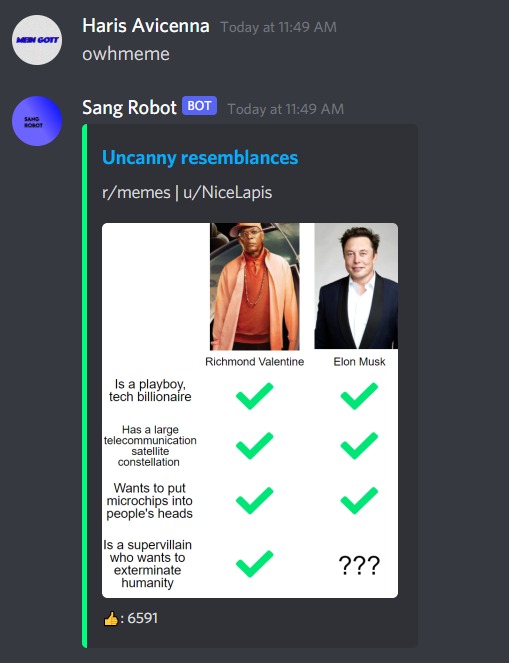 MEIN GOTT
Haris Avicenna Today at 11:49 AM
owhmeme
SANG
ROBOT
Sang Robot BOT Today at 11:49 AM
Uncanny resemblances
r/memes | u/NiceLapis
Richmond Valentine Elon Musk
Is a playboy,
tech billionaire
Has a large
telecommunication
satellite
constellation
Wants to put
microchips into
people's heads
Is a supervillain
who wants to
exterminate
humanity
???
👍: 6591